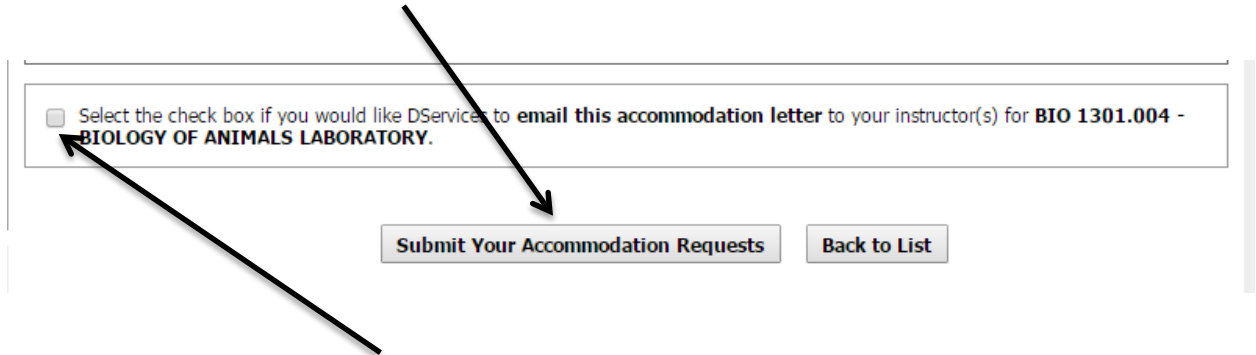 Select the check box if you would like DServices to email this accommodation letter to your instructor(s) for BIO 1301.004 -
BIOLOGY OF ANIMALS LABORATORY.
Submit Your Accommodation Requests Back to List